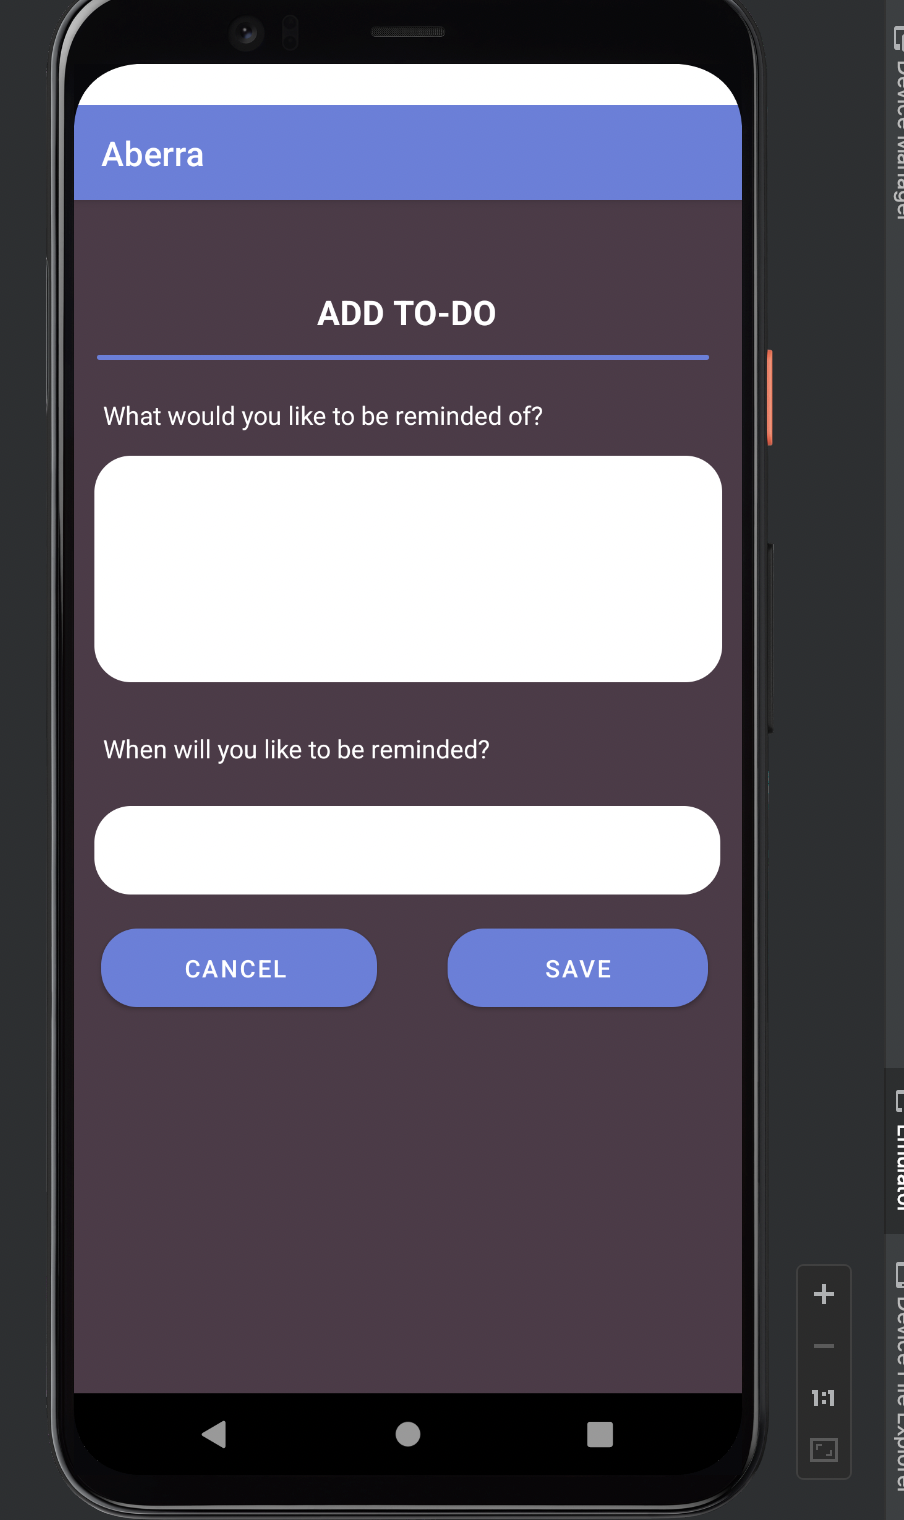 Aberra
ADD TO-DO
What would you like to be reminded of?
When will you like to be reminded?
CANCEL
SAVE
Device Manager
Emulator
Device File Explorer
1:1